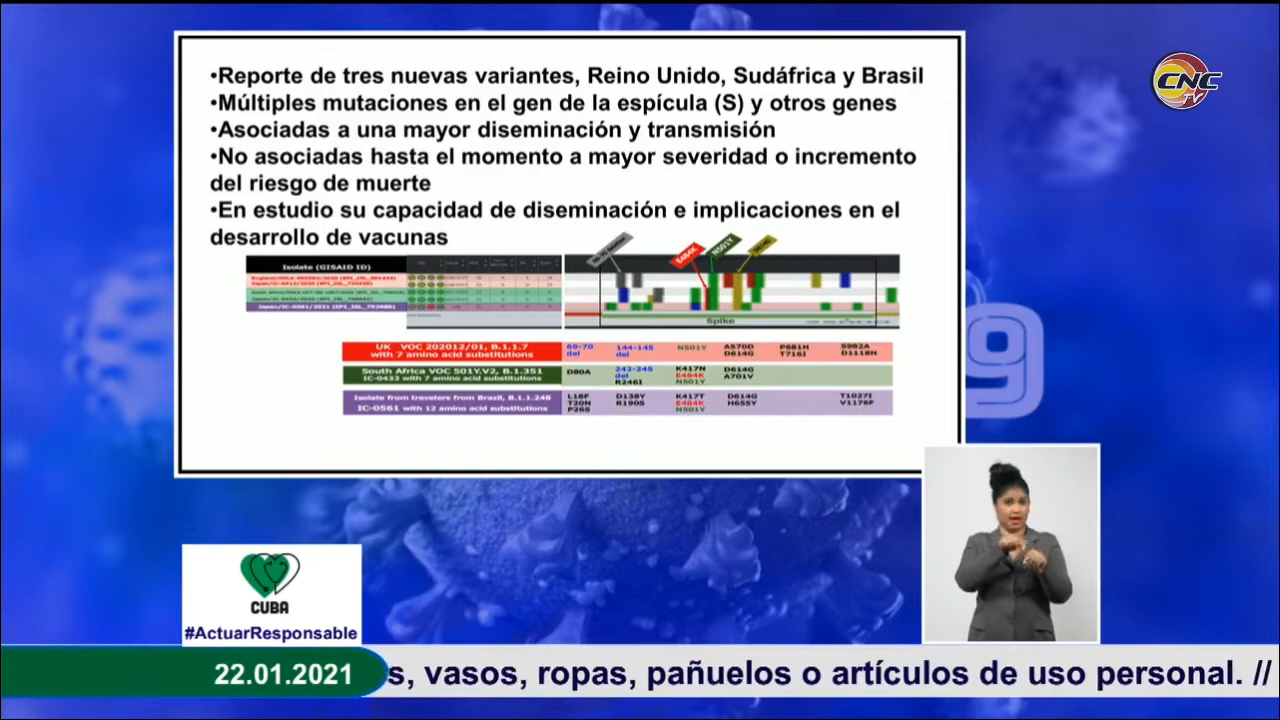 •Reporte de tres nuevas variantes, Reino Unido, Sudáfrica y Brasil
•Múltiples mutaciones en el gen de la espícula (S) y otros genes
•Asociadas a una mayor diseminación y transmisión
•No asociadas hasta el momento a mayor severidad o incremento
del riesgo de muerte
•En estudio su capacidad de diseminación e implicaciones en el
desarrollo de vacunas
CNC
TV
E484K
N501Y
Isolate (GISAID ID)
Spike
UK VOC 202012/01, B.1.1.7
with 7 amino acid substitutions
69-70
del
144-145
del
N501Y
A570D
D614G
P681H
T716I
S982A
D1118H
South Africa VOC 501Y.V2, B.1.351
IC-0433 with 7 amino acid substitutions
D80A
242-245
del
R246I
K417N
E484K
N501Y
D614G
A701V
Isolate from travelers from Brazil, B.1.1.248
IC-0561 with 12 amino acid substitutions
L18F
T20N
P26S
D138Y
R190S
K417T
E484K
N501Y
D614G
H655Y
T1027I
V1176F
9
CUBA
#ActuarResponsable
22.01.2021
s, vasos, ropas, pañuelos o artículos de uso personal. //